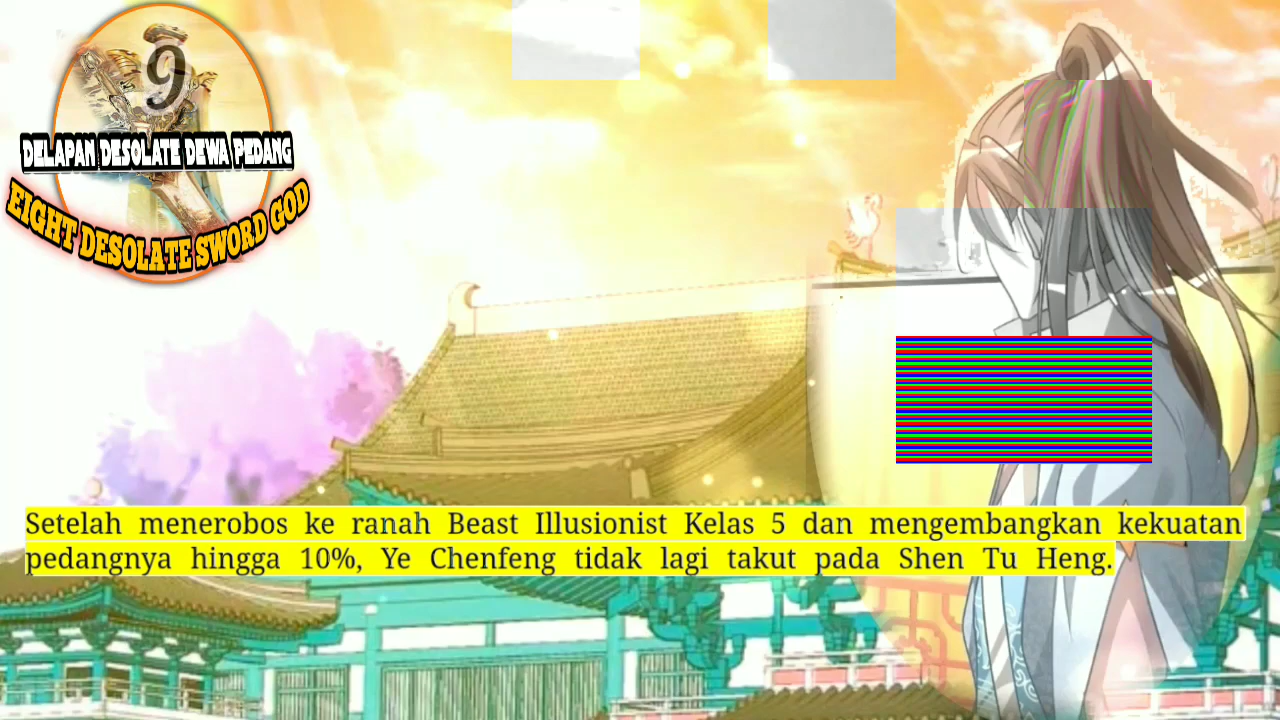 9
DELAPAN DESOLATE DEWA PEDANG
EIGHT DESOLATE SWORD GOD
Setelah menerobos ke ranah Beast Illusionist Kelas 5 dan mengembangkan kekuatan
pedangnya hingga 10%, Ye Chenfeng tidak lagi takut pada Shen Tu Heng.